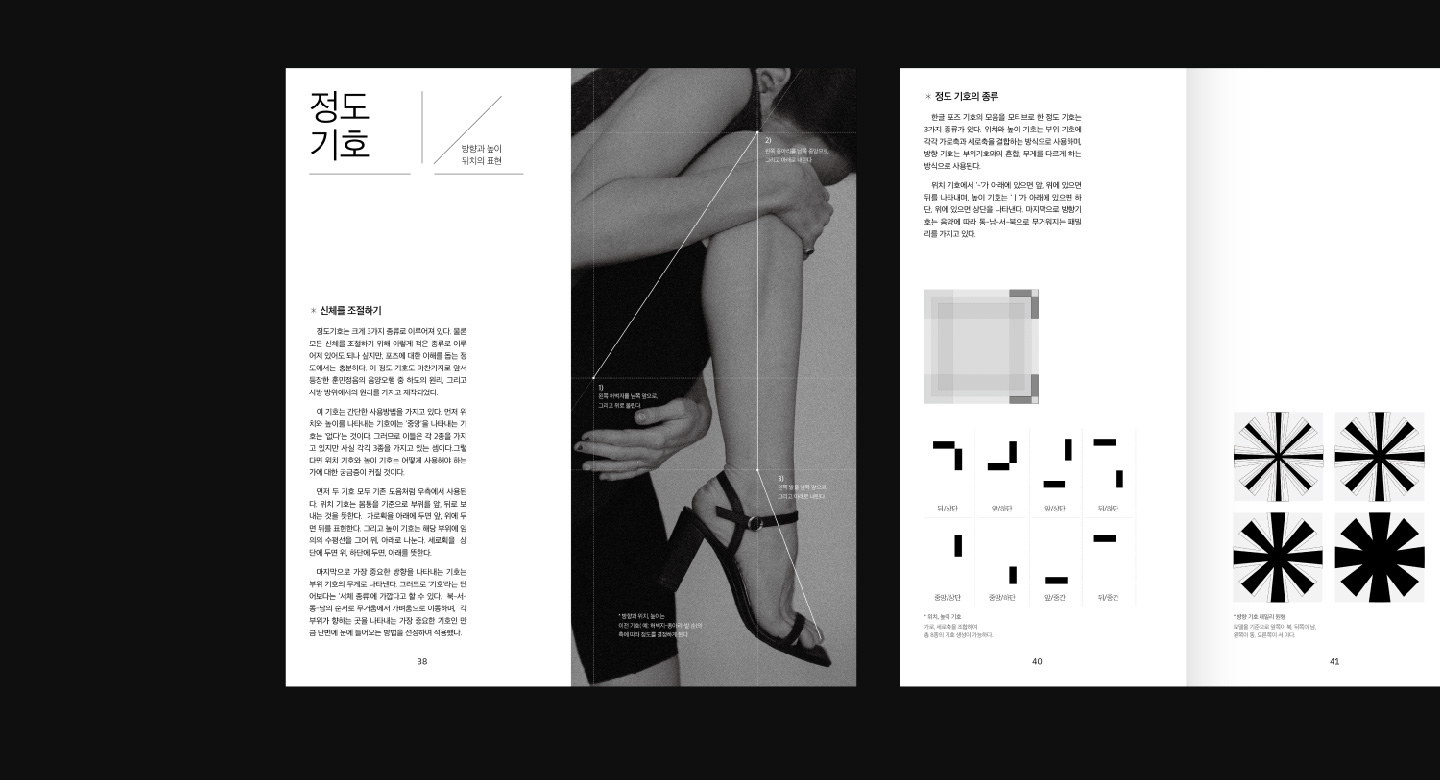 정도
기호
방향과 높이
위치의 표현
✳ 신체를 조절하기
정도기호는 크게 3가지 종류로 이루어져 있다. 물론
모든 신체를 조절하기 위해 이렇게 적은 종류로 이루
어져 있어도 되나 싶지만, 포즈에 대한 이해를 돕는 정
도에서는 충분하다. 이 정도 기호도 마찬가지로 앞서
등장한 훈민정음의 음양오행 중 하도의 원리, 그리고
사방 방위에서의 원리를 가지고 제작되었다.
이 기호는 간단한 사용방법을 가지고 있다. 먼저 위
치와 높이를 나타내는 기호에는 '중앙'을 나타내는 기
호는 '없다'는 것이다. 그러므로 이들은 각 2종을 가지
고 있지만 사실 각각 3종을 가지고 있는 셈이다.그렇
다면 위치 기호와 높이 기호는 어떻게 사용해야 하는
가에 대한 궁금증이 커질 것이다.
먼저 두 기호 모두 기존 도움처럼 우측에서 사용된
다. 위치 기호는 몸통을 기준으로 부위를 앞, 뒤로 보
내는 것을 뜻한다. 가로획을 아래에 두면 앞, 위에 두
면 뒤를 표현한다. 그리고 높이 기호는 해당 부위에 임
의의 수평선을 그어 위, 아래로 나눈다. 세로획을 상
단에 두면 위, 하단에 두면, 아래를 뜻한다.
마지막으로 가장 중요한 방향을 나타내는 기호는
부위 기호의 무게로 나타낸다. 그러므로 '기호'라는 단
어보다는 '서체 종류'에 가깝다고 할 수 있다. 북-서-
동-남의 순서로 무거움에서 가벼움으로 이동하며, 각
부위가 향하는 곳을 나타내는 가장 중요한 기호인 만
큼 단번에 눈에 들어오는 방법을 선정하여 적용했다.
38
2)
왼쪽 종아리를 남쪽 중앞으로,
그리고 아래로 내린다
1)
왼쪽 허벅지를 남쪽 앞으로,
그리고 위로 올린다
3)
그리고 아래로 내린다
* 방향과 위치, 높이는
이전 기호( 예: 허벅지-종아리-발 순)의
축에 따라 정도를 결정하게 된다
✳ 정도 기호의 종류
한글 포즈 기호의 모음을 모티브로 한 정도 기호는
3가지 종류가 있다. 위치와 높이 기호는 부위 기호에
각각 가로축과 세로축을 결합하는 방식으로 사용하며,
방향 기호는 부위기호와의 혼합, 무게를 다르게 하는
방식으로 사용된다.
위치 기호에서 'ㅡ'가 아래에 있으면 앞, 위에 있으면
뒤를 나타내며, 높이 기호는 'ㅣ'가 아래에 있으면 하
단, 위에 있으면 상단을 나타낸다. 마지막으로 방향기
호는 음양에 따라 동-남-서-북으로 무거워지는 패밀
리를 가지고 있다.
뒤/상단
앞/하단
앞/상단
뒤/하단
중앙/상단
중앙/하단
앞/중간
뒤/중간
* 위치, 높이 기호
가로, 세로축을 조합하여
총 8종의 기호 생성이 가능하다.
40
* 방향 기호 패밀리 원형
모델을 기준으로 앞쪽이 북, 뒤쪽이 남,
왼쪽이 동, 오른쪽이 서 이다.
41